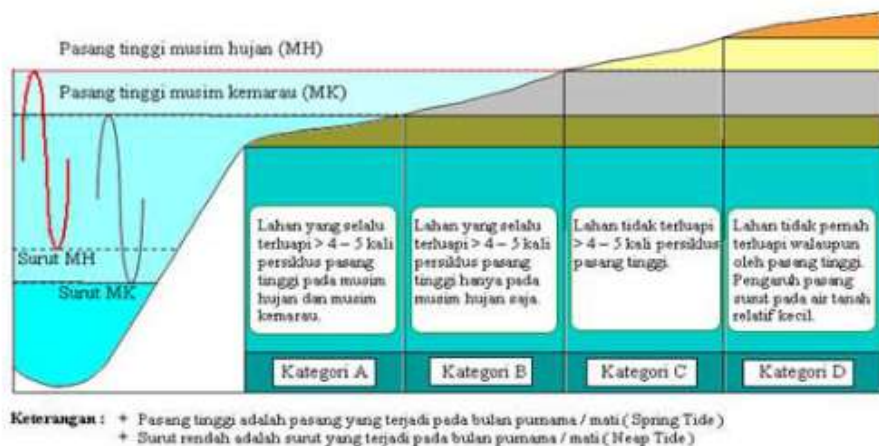 Pasang tinggi musim hujan (MH)
Pasang tinggi musim kemarau (MK)
Surut MH
Surut MK
Lahan yang selalu
terluapi > 4 – 5 kali
persiklus pasang
tinggi pada musim
hujan dan musim
kemarau.
Lahan yang selalu
terluapi > 4 – 5 kali
persiklus pasang
tinggi hanya pada
musim hujan saja.
Lahan tidak terluapi
> 4 – 5 kali persiklus
pasang tinggi.
Lahan tidak pernah
terluapi walaupun
oleh pasang tinggi.
Pengaruh pasang
surut pada air tanah
relatif kecil.
Kategori A
Kategori B
Kategori C
Kategori D
Keterangan : + Pasang tinggi adalah pasang yang terjadi pada bulan purnama / mati ( Spring Tide )
+ Surut rendah adalah surut yang terjadi pada bulan purnama / mati ( Neap Tide )